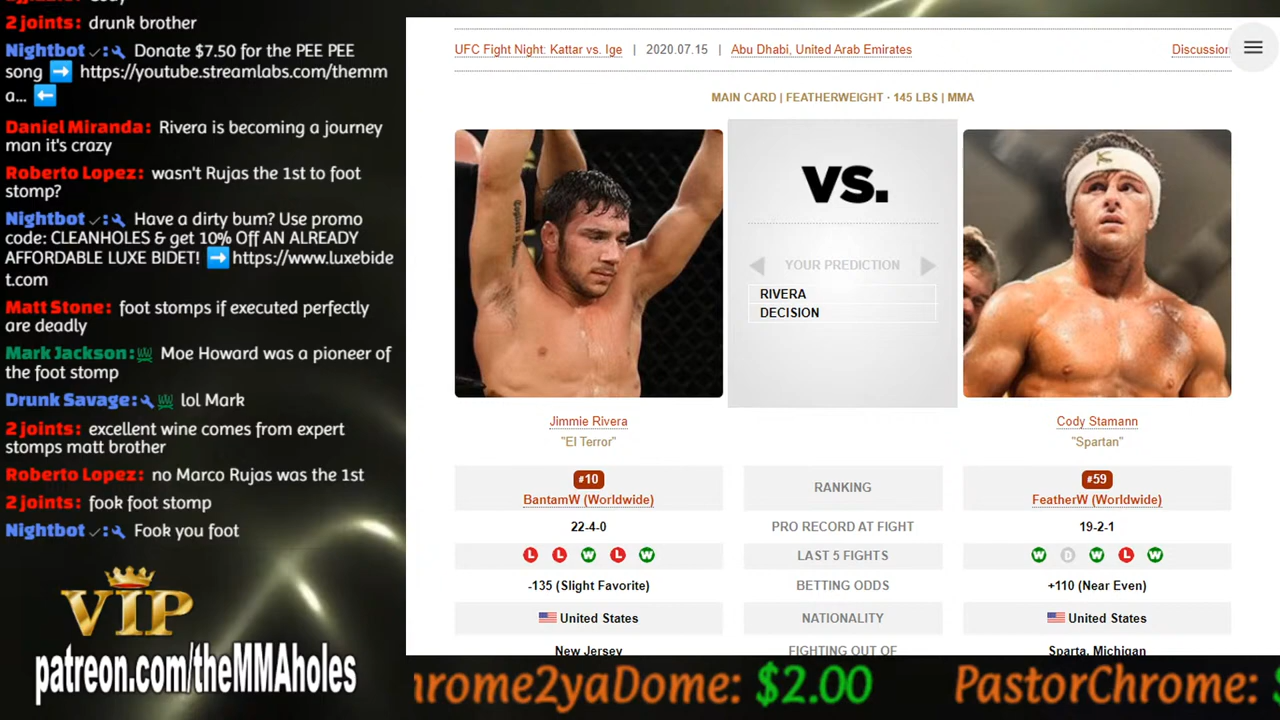 2 joints: drunk brother
Nightbot: Donate $7.50 for the PEE PEE
song ➡ https://youtube.streamlabs.com/themm
a... ⬅
Daniel Miranda: Rivera is becoming a journey
man it's crazy
Roberto Lopez: wasn't Rujas the 1st to foot
stomp?
Nightbot: Have a dirty bum? Use promo
code: CLEANHOLES & get 10% Off AN ALREADY
AFFORDABLE LUXE BIDET! ➡ https://www.luxebide
t.com
Matt Stone: foot stomps if executed perfectly
are deadly
Mark Jackson: Moe Howard was a pioneer of
the foot stomp
Drunk Savage: lol Mark
2 joints: excellent wine comes from expert
stomps matt brother
Roberto Lopez: no Marco Rujas was the 1st
2 joints: fook foot stomp
Nightbot: Fook you foot
VIP
patreon.com/theMMAholes
UFC Fight Night: Kattar vs. Ige | 2020.07.15 | Abu Dhabi, United Arab Emirates
Discussion
MAIN CARD | FEATHERWEIGHT · 145 LBS | MMA
VS.
YOUR PREDICTION
RIVERA
DECISION
Jimmie Rivera
Cody Stamann
"El Terror"
"Spartan"
#10
BantamW (Worldwide)
RANKING
#59
FeatherW (Worldwide)
22-4-0
PRO RECORD AT FIGHT
19-2-1
L L W L W
LAST 5 FIGHTS
W D W L W
-135 (Slight Favorite)
BETTING ODDS
+110 (Near Even)
United States
NATIONALITY
United States
New Jersey
FIGHTING OUT OF
Sparta, Michigan
hrome2yaDome: $2.00 PastorChrome: $